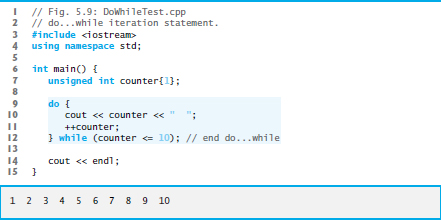 1 // Fig. 5.9: DoWhileTest.cpp
2 // do...while iteration statement.
3 #include <iostream>
4 using namespace std;
5
6 int main() {
7    unsigned int counter{1};
8
9    do {
10       cout << counter << "  ";
11       ++counter;
12    } while (counter <= 10); // end do...while
13
14    cout << endl;
15 }
1  2  3  4  5  6  7  8  9  10